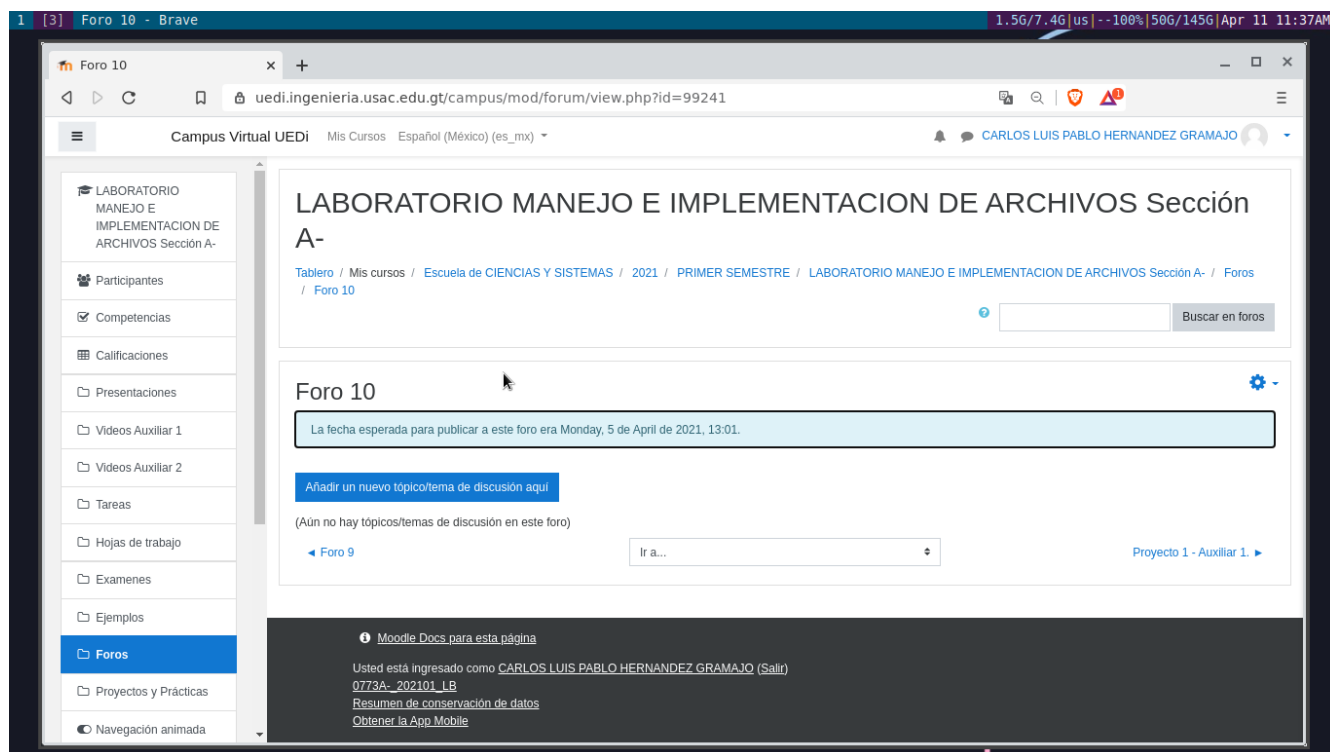 1 [3] Foro 10 - Brave
1.5G/7.4G|us|--100%|50G/145G|Apr 11 11:37AM
Foro 10
uedi.ingenieria.usac.edu.gt/campus/mod/forum/view.php?id=99241
1
Campus Virtual UEDi Mis Cursos Español (México) (es_mx)
CARLOS LUIS PABLO HERNANDEZ GRAMAJO
LABORATORIO
MANEJO E
IMPLEMENTACION DE
ARCHIVOS Sección A-
Participantes
Competencias
Calificaciones
Presentaciones
Videos Auxiliar 1
Videos Auxiliar 2
Tareas
Hojas de trabajo
Examenes
Ejemplos
Foros
Proyectos y Prácticas
Navegación animada
LABORATORIO MANEJO E IMPLEMENTACION DE ARCHIVOS Sección
A-
Tablero / Mis cursos / Escuela de CIENCIAS Y SISTEMAS / 2021 / PRIMER SEMESTRE / LABORATORIO MANEJO E IMPLEMENTACION DE ARCHIVOS Sección A- / Foros
/ Foro 10
Buscar en foros
Foro 10
La fecha esperada para publicar a este foro era Monday, 5 de April de 2021, 13:01.
Añadir un nuevo tópico/tema de discusión aquí
(Aún no hay tópicos/temas de discusión en este foro)
◄ Foro 9
Ir a...
Proyecto 1 - Auxiliar 1. ►
Moodle Docs para esta página
Usted está ingresado como CARLOS LUIS PABLO HERNANDEZ GRAMAJO (Salir)
0773A-_202101_LB
Resumen de conservación de datos
Obtener la App Mobile